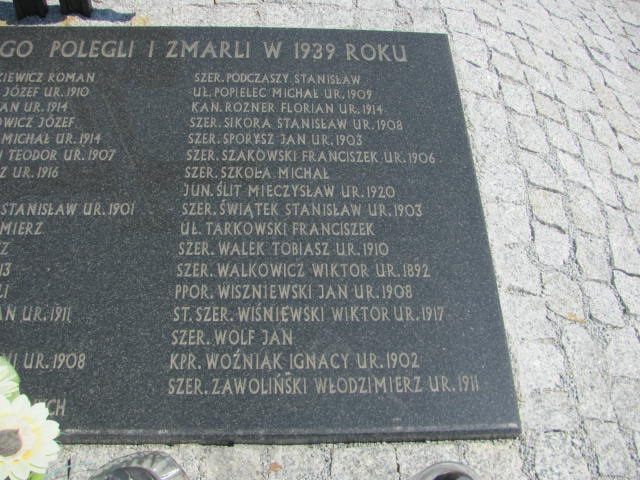 GO POLEGLI I ZMARLI W 1939 ROKU
KIEWICZ ROMAN
JÓZEF UR. 1910
AN UR. 1914
OWICZ JÓZEF
MICHAŁ UR. 1914
I TEODOR UR. 1907
Z UR. 1916
STANISŁAW UR. 1901
MIERZ
CZ
13
LI
AN UR. 1911
NI UR. 1908
ECH
SZER. PODCZASZY STANISŁAW
UŁ. POPIELEC MICHAŁ UR. 1909
KAN. ROZNER FLORIAN UR. 1914
SZER. SIKORA STANISŁAW UR. 1908
SZER. SPORYSZ JAN UR. 1903
SZER. SZAKOWSKI FRANCISZEK UR. 1906
SZER. SZKOŁA MICHAŁ
JUN. ŚLIT MIECZYSŁAW UR. 1920
SZER. ŚWIĄTEK STANISŁAW UR. 1903
UŁ. TARKOWSKI FRANCISZEK
SZER. WALEK TOBIASZ UR. 1910
SZER. WALKOWICZ WIKTOR UR. 1892
PPOR. WISZNIEWSKI JAN UR. 1908
ST. SZER. WIŚNIEWSKI WIKTOR UR. 1917
SZER. WOLF JAN
KPR. WOŹNIAK IGNACY UR. 1902
SZER. ZAWOLIŃSKI WŁODZIMIERZ UR. 1911